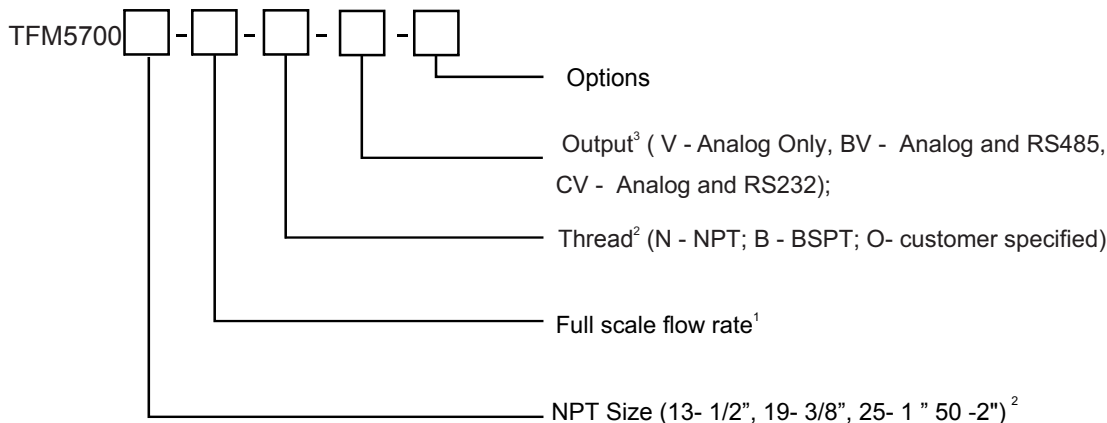 TFM5700 - - - -
Options
Output³ ( V - Analog Only, BV - Analog and RS485,
CV - Analog and RS232);
Thread² (N - NPT; B - BSPT; O- customer specified)
Full scale flow rate¹
NPT Size (13- 1/2”, 19- 3/8”, 25- 1 ” 50 -2") ²